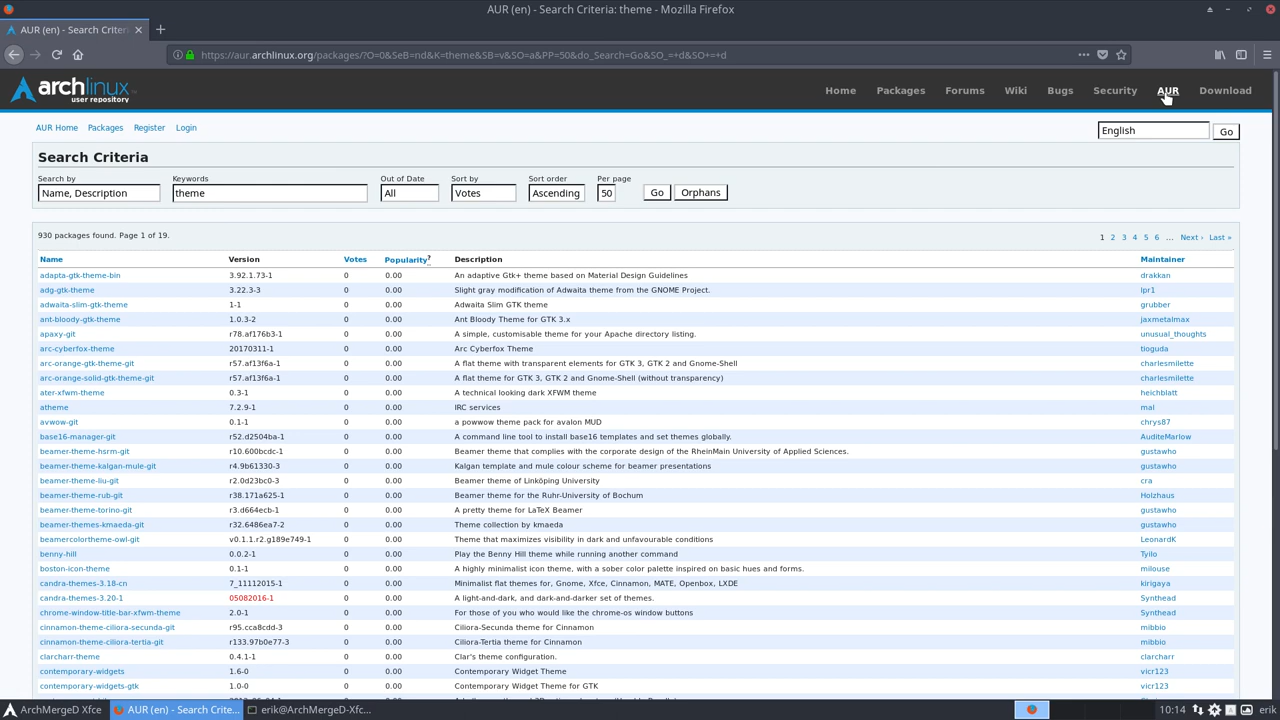 AUR (en) - Search Criteria: theme - Mozilla Firefox
AUR (en) - Search Criteri
https://aur.archlinux.org/packages/?O=0&SeB=nd&K=theme&SB=v&SO=a&PP=50&do_Search=Go&SO_=+d&SO+=+d
archlinux
user repository
Home Packages Forums Wiki Bugs Security AUR Download
AUR Home Packages Register Login
English Go
Search Criteria
Search by Keywords Out of Date Sort by Sort order Per page
Name, Description theme All Votes Ascending 50 Go Orphans
930 packages found. Page 1 of 19.
1 2 3 4 5 6 ... Next › Last »
Name Version Votes Popularity? Description Maintainer
adapta-gtk-theme-bin 3.92.1.73-1 0 0.00 An adaptive Gtk+ theme based on Material Design Guidelines drakkan
adg-gtk-theme 3.22.3-3 0 0.00 Slight gray modification of Adwaita theme from the GNOME Project. lpr1
adwaita-slim-gtk-theme 1-1 0 0.00 Adwaita Slim GTK theme grubber
ant-bloody-gtk-theme 1.0.3-2 0 0.00 Ant Bloody Theme for GTK 3.x jaxmetalmax
apaxy-git r78.af176b3-1 0 0.00 A simple, customisable theme for your Apache directory listing. unusual_thoughts
arc-cyberfox-theme 20170311-1 0 0.00 Arc Cyberfox Theme tioguda
arc-orange-gtk-theme-git r57.af13f6a-1 0 0.00 A flat theme with transparent elements for GTK 3, GTK 2 and Gnome-Shell charlesmilette
arc-orange-solid-gtk-theme-git r57.af13f6a-1 0 0.00 A flat theme for GTK 3, GTK 2 and Gnome-Shell (without transparency) charlesmilette
ater-xfwm-theme 0.3-1 0 0.00 A technical looking dark XFWM theme heichblatt
atheme 7.2.9-1 0 0.00 IRC services mal
avwow-git 0.1-1 0 0.00 a powwow theme pack for avalon MUD chrys87
base16-manager-git r52.d2504ba-1 0 0.00 A command line tool to install base16 templates and set themes globally. AuditeMarlow
beamer-theme-hsrm-git r10.600bcdc-1 0 0.00 Beamer theme that complies with the corporate design of the RheinMain University of Applied Sciences. gustawho
beamer-theme-kalgan-mule-git r4.9b61330-3 0 0.00 Kalgan template and mule colour scheme for beamer presentations gustawho
beamer-theme-liu-git r2.0d23bc0-3 0 0.00 Beamer theme of Linköping University cra
beamer-theme-rub-git r38.171a625-1 0 0.00 Beamer theme for the Ruhr-University of Bochum Holzhaus
beamer-theme-torino-git r3.d664ecb-1 0 0.00 A pretty theme for LaTeX Beamer gustawho
beamer-themes-kmaeda-git r32.6486ea7-2 0 0.00 Theme collection by kmaeda gustawho
beamercolortheme-owl-git v0.1.1.r2.g189e749-1 0 0.00 Theme that maximizes visibility in dark and unfavourable conditions LeonardK
benny-hill 0.0.2-1 0 0.00 Play the Benny Hill theme while running another command Tyilo
boston-icon-theme 0.1-1 0 0.00 A highly minimalist icon theme, with a sober color palette inspired on basic hues and forms. milouse
candra-themes-3.18-cn 7_11112015-1 0 0.00 Minimalist flat themes for, Gnome, Xfce, Cinnamon, MATE, Openbox, LXDE kirigaya
candra-themes-3.20-1 05082016-1 0 0.00 A light-and-dark, and dark-and-darker set of themes. Synthead
chrome-window-title-bar-xfwm-theme 2.0-1 0 0.00 For those of you who would like the chrome-os window buttons Synthead
cinnamon-theme-ciliora-secunda-git r95.cca8cdd-3 0 0.00 Ciliora-Secunda theme for Cinnamon mibbio
cinnamon-theme-ciliora-tertia-git r133.97b0e77-3 0 0.00 Ciliora-Tertia theme for Cinnamon mibbio
clarcharr-theme 0.4.1-1 0 0.00 Clar's theme configuration. clarcharr
contemporary-widgets 1.6-0 0 0.00 Contemporary Widget Theme vicr123
contemporary-widgets-gtk 1.0-0 0 0.00 Contemporary Widget Theme for GTK vicr123
ArchMergeD Xfce AUR (en) - Search Crite... erik@ArchMergeD-Xfc... 10:14 erik